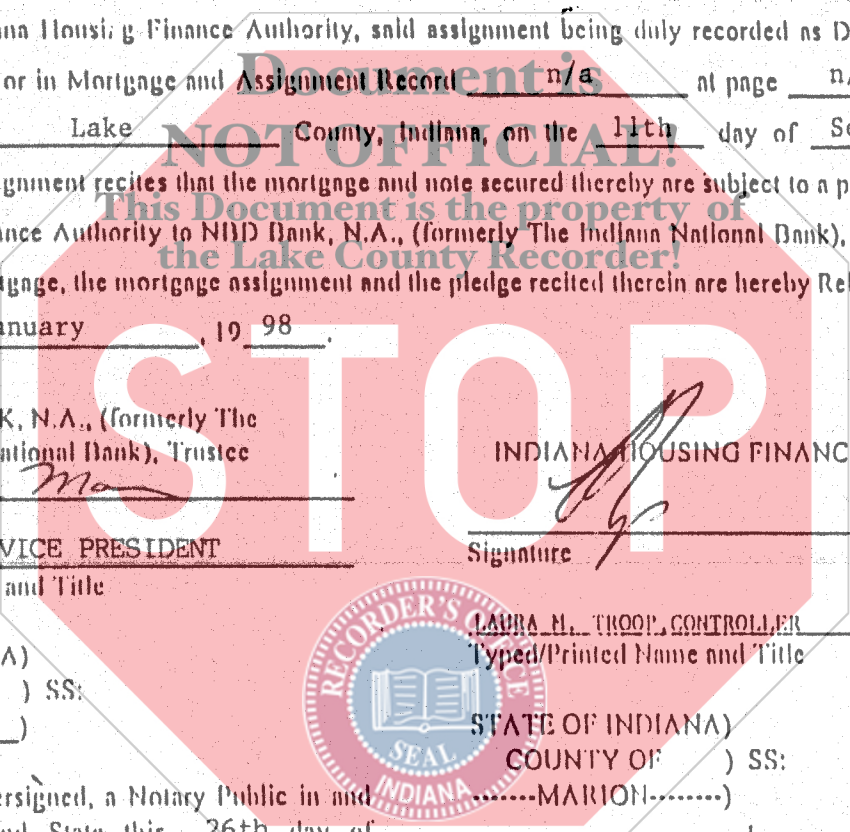 ana Housing Finance Authority, said assignment being duly recorded as D
Document is
or in Mortgage and Assignment Record n/a at page n/
Lake County, Indiana, on the 11th day of Se
NOT OFFICIAL!
gnment recites that the mortgage and note secured thereby are subject to a p
This Document is the property of
ance Authority to NBD Bank, N.A., (formerly The Indiana National Bank),
the Lake County Recorder!
tgage, the mortgage assignment and the pledge recited therein are hereby Rel
anuary , 19 98 .
STOP
K, N.A., (formerly The
ational Bank), Trustee
INDIANA HOUSING FINANC
VICE PRESIDENT
and Title
Signature
LAURA M. TROOP, CONTROLLER
Typed/Printed Name and Title
A)
) SS:
)
STATE OF INDIANA)
COUNTY OF ) SS:
-------MARION--------)
RECORDER'S OFFICE
SEAL
INDIANA
ersigned, a Notary Public in and
State this 26th day of